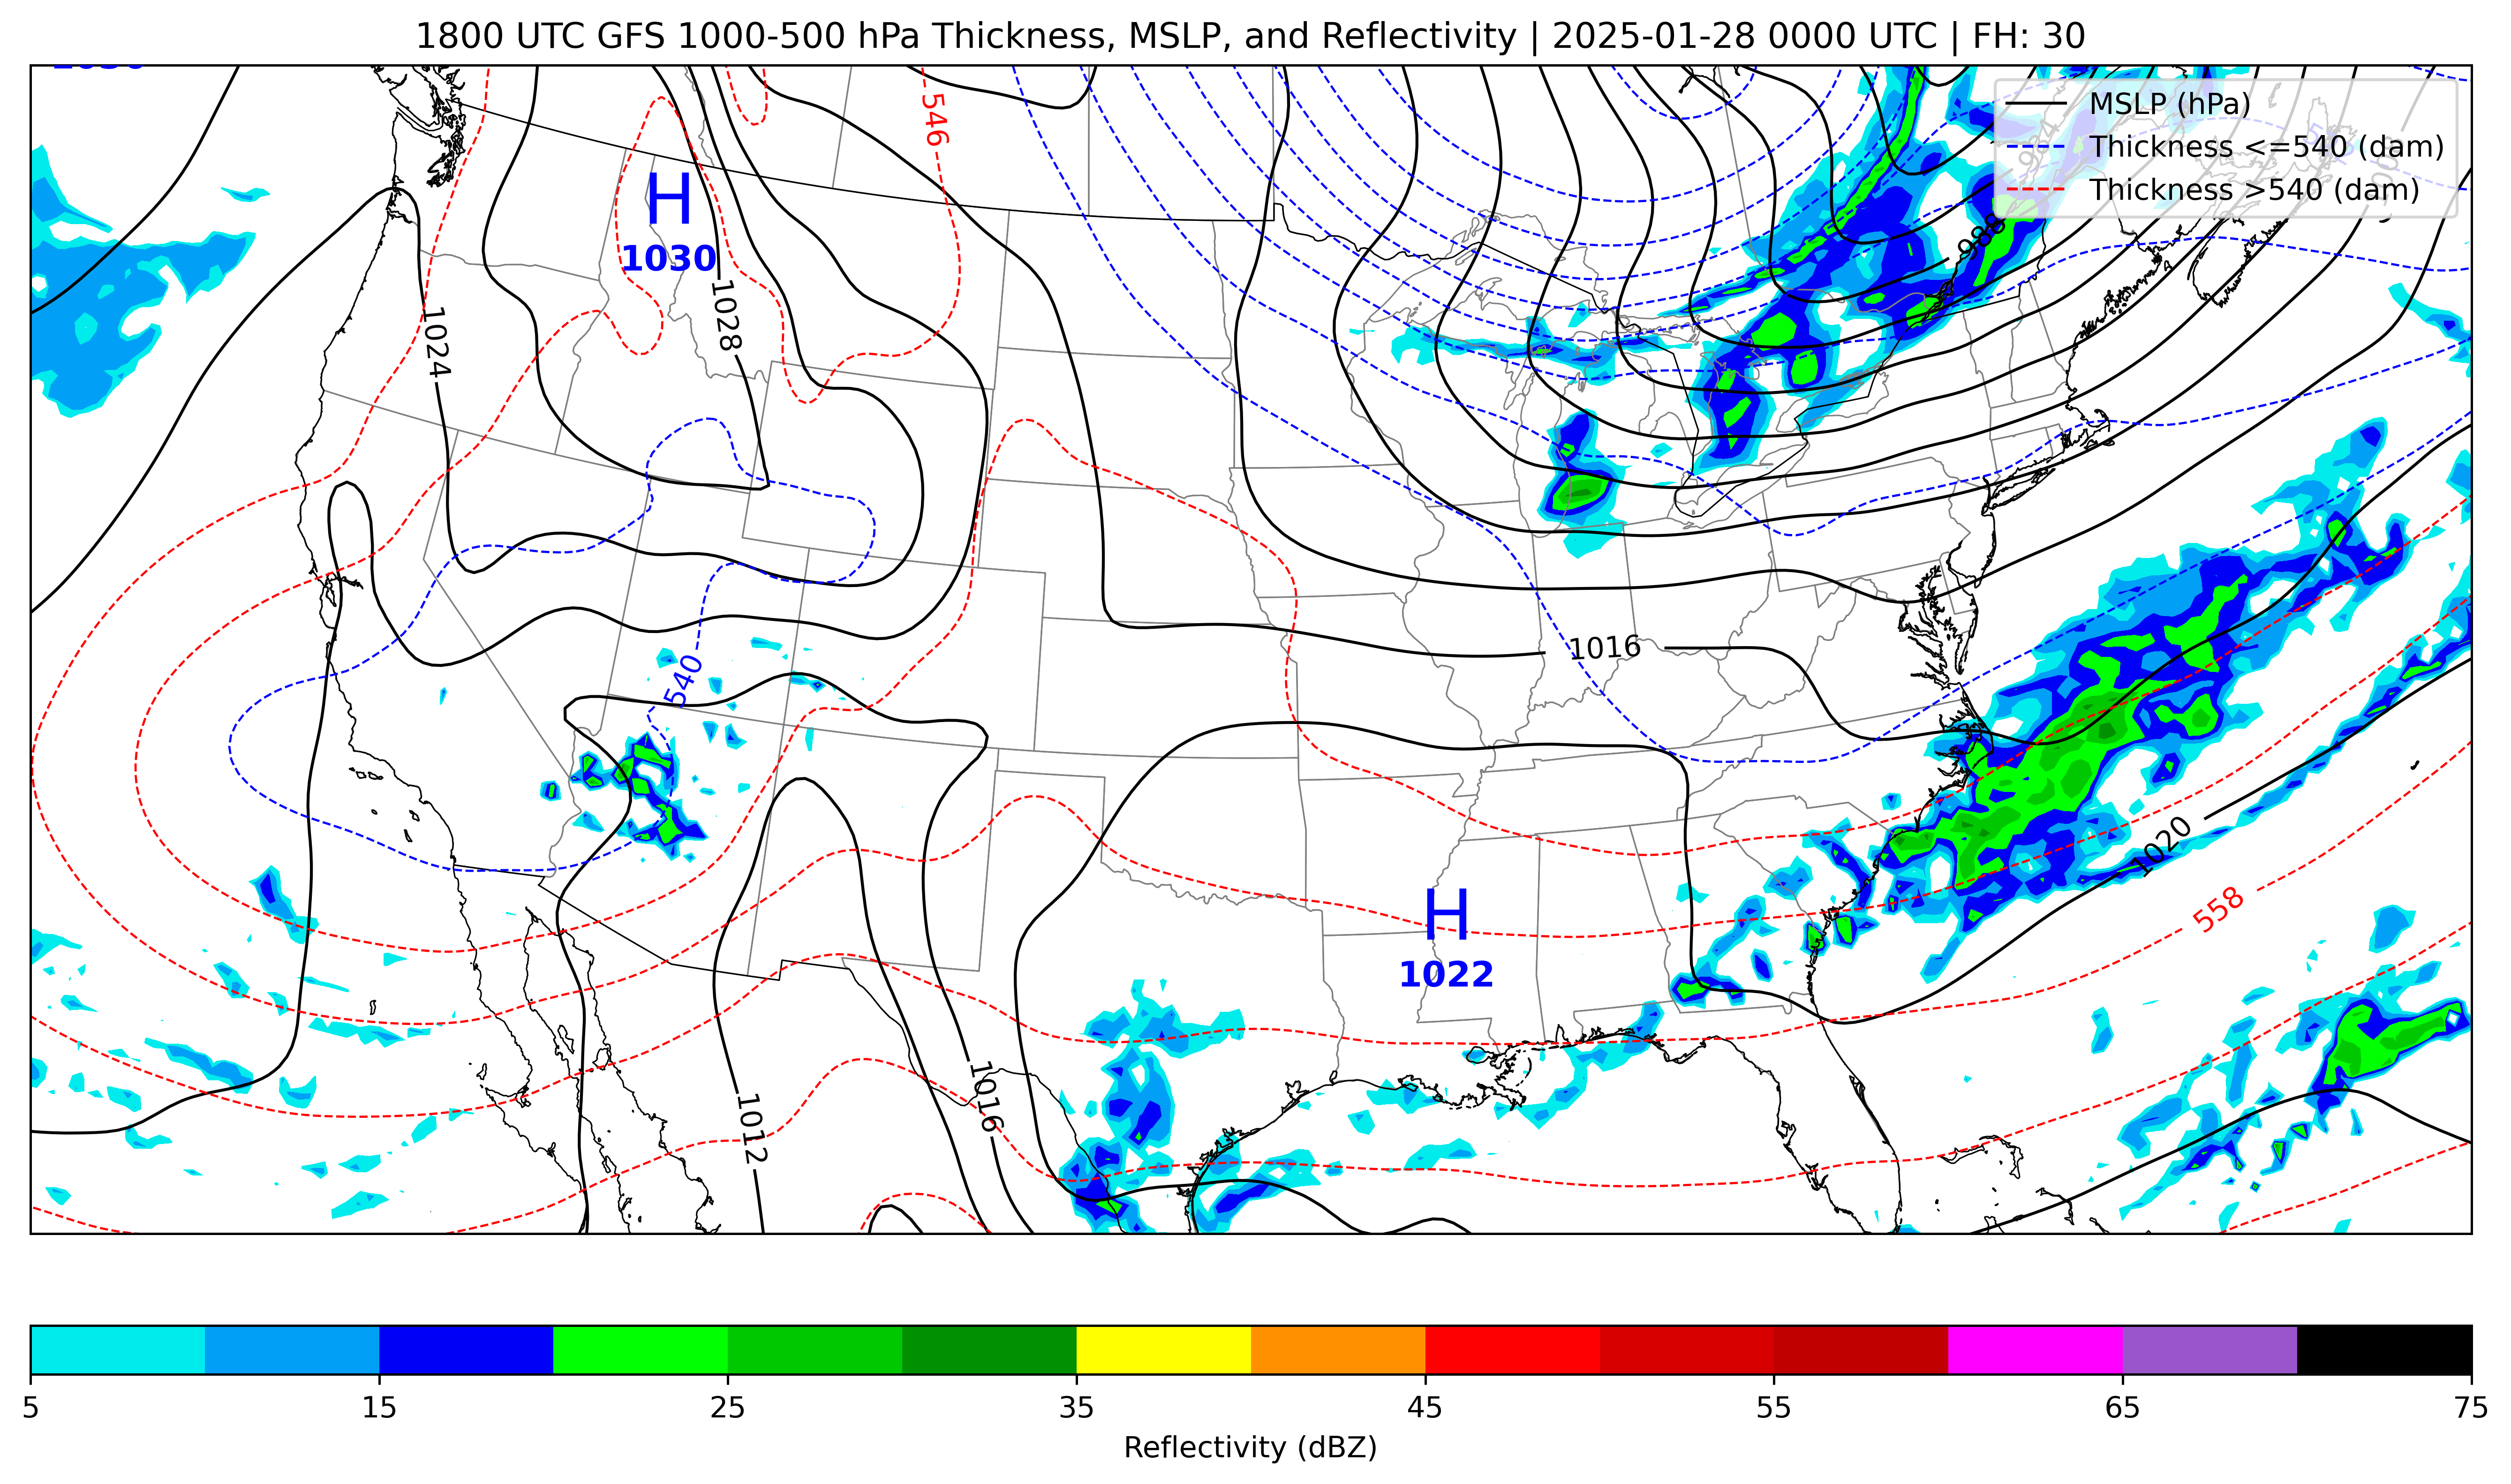 1800 UTC GFS 1000-500 hPa Thickness, MSLP, and Reflectivity | 2025-01-28 0000 UTC | FH: 30
MSLP (hPa)
Thickness <=540 (dam)
Thickness >540 (dam)
546
H
1030
988
1028
1024
1016
540
1020
558
H
1022
1016
1012
5 15 25 35 45 55 65 75
Reflectivity (dBZ)